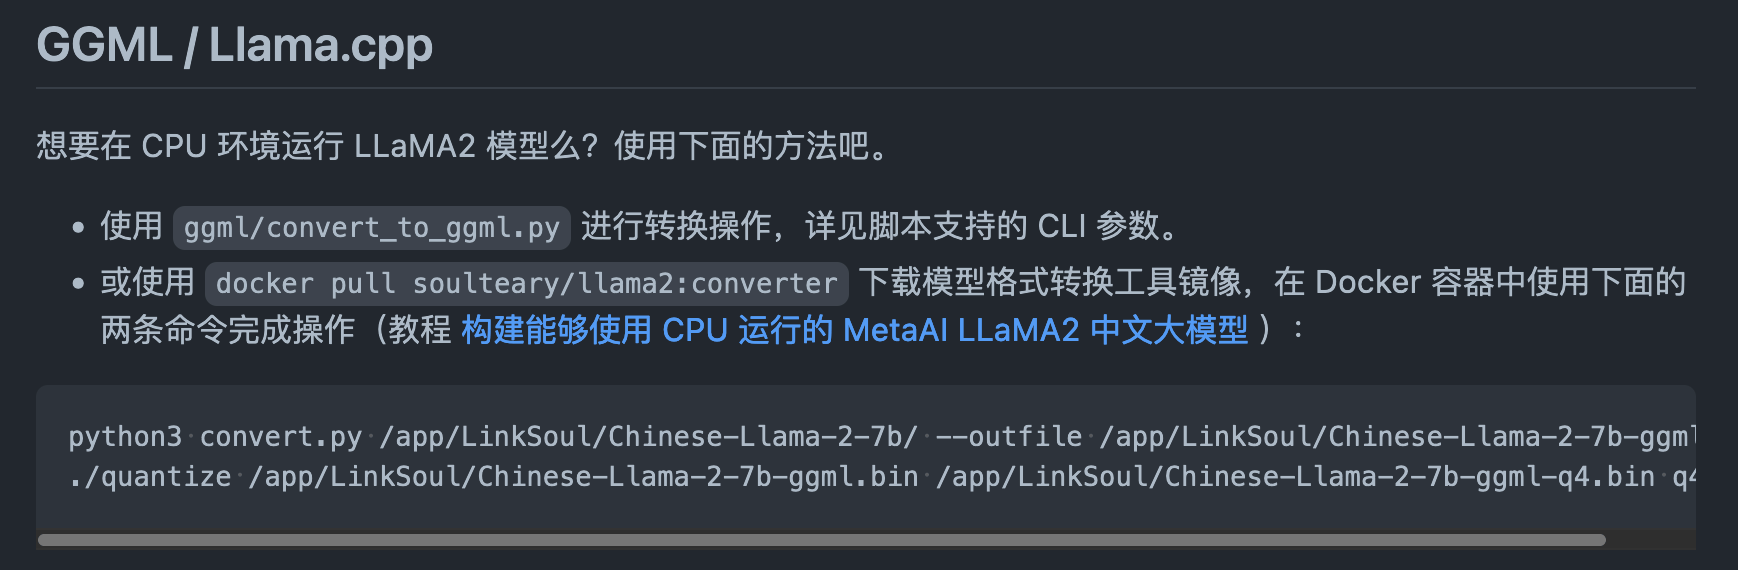 GGML / Llama.cpp
想要在 CPU 环境运行 LLaMA2 模型么？使用下面的方法吧。
• 使用 ggml/convert_to_ggml.py 进行转换操作，详见脚本支持的 CLI 参数。
• 或使用 docker pull soulteary/llama2:converter 下载模型格式转换工具镜像，在 Docker 容器中使用下面的
两条命令完成操作（教程 构建能够使用 CPU 运行的 MetaAI LLaMA2 中文大模型 ）：
python3 convert.py /app/LinkSoul/Chinese-Llama-2-7b/ --outfile /app/LinkSoul/Chinese-Llama-2-7b-ggml
./quantize /app/LinkSoul/Chinese-Llama-2-7b-ggml.bin /app/LinkSoul/Chinese-Llama-2-7b-ggml-q4.bin q4